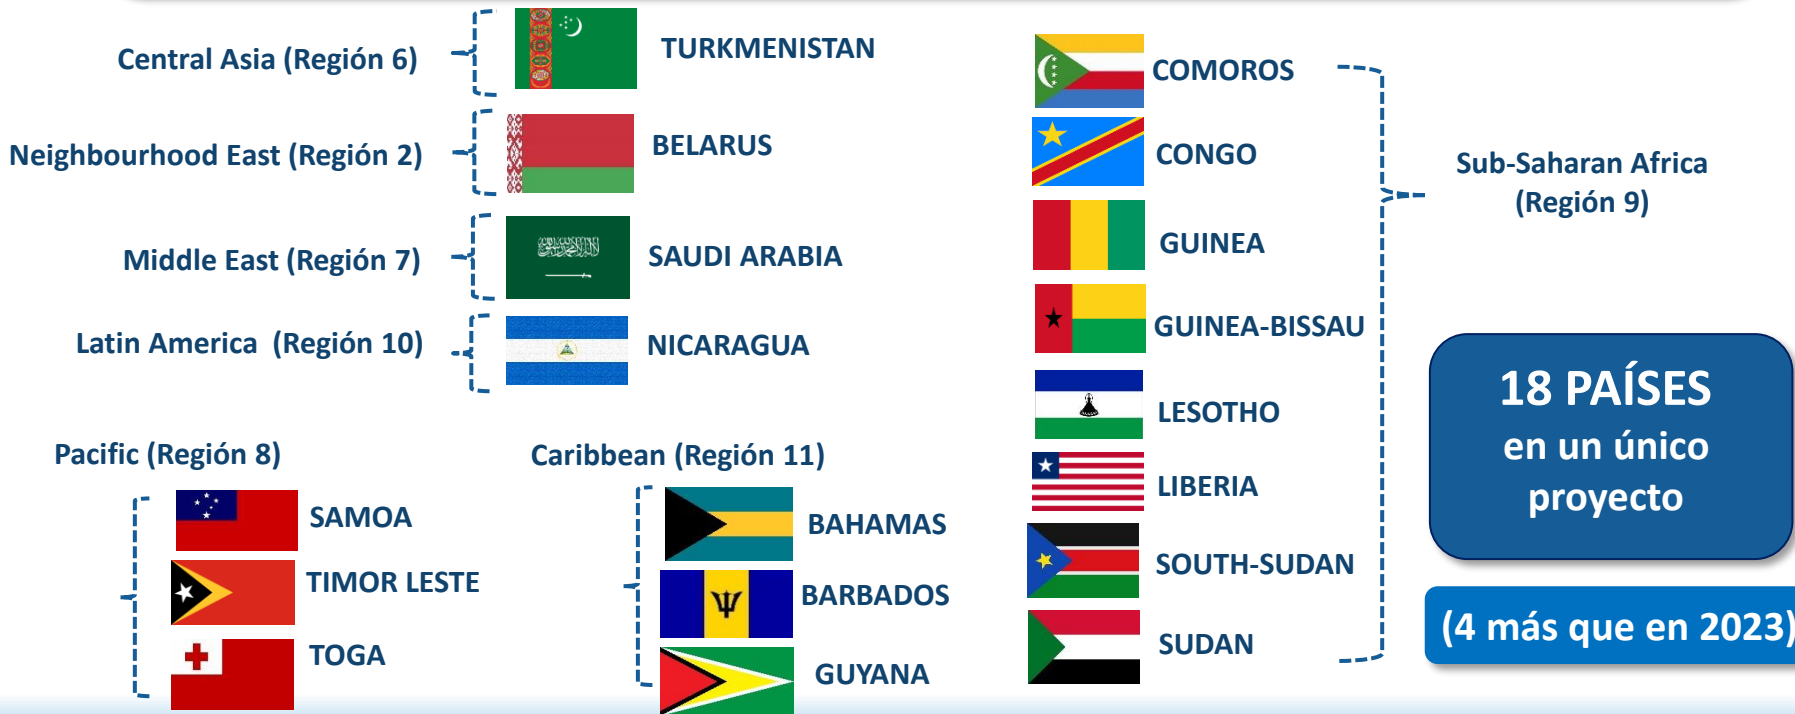 Central Asia (Región 6)
TURKMENISTAN
Neighbourhood East (Región 2)
BELARUS
Middle East (Región 7)
SAUDI ARABIA
Latin America (Región 10)
NICARAGUA
Pacific (Región 8)
SAMOA
TIMOR LESTE
TOGA
Caribbean (Región 11)
BAHAMAS
BARBADOS
GUYANA
COMOROS
CONGO
GUINEA
GUINEA-BISSAU
LESOTHO
LIBERIA
SOUTH-SUDAN
SUDAN
Sub-Saharan Africa
(Región 9)
18 PAÍSES
en un único
proyecto
(4 más que en 2023)